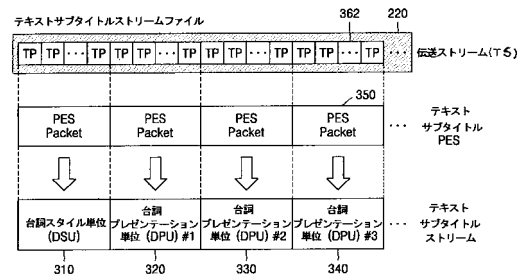 テキストサブタイトルストリームファイル
362
220
TP TP ··· TP TP TP ··· TP TP TP ··· TP TP TP ··· TP ···
伝送ストリーム(TS)
350
PES Packet
PES Packet
PES Packet
PES Packet
···
テキスト
サブタイトル
PES
台詞スタイル単位
(DSU)
台詞
プレゼンテーション
単位 (DPU) #1
台詞
プレゼンテーション
単位 (DPU) #2
台詞
プレゼンテーション
単位 (DPU) #3
···
テキスト
サブタイトル
ストリーム
310
320
330
340